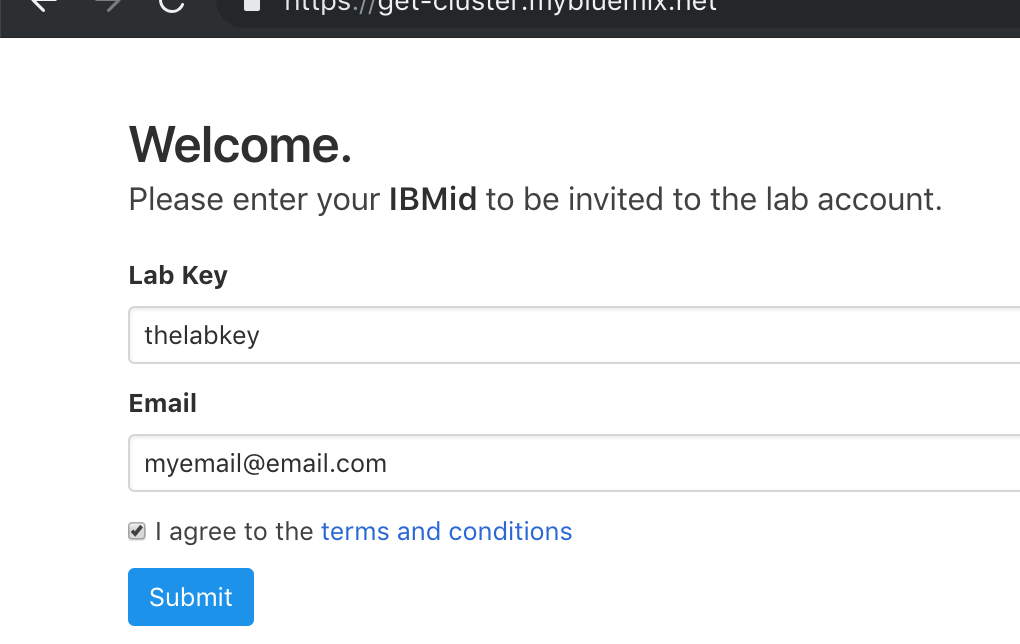 https://get-cluster.mybluemix.net
Welcome.
Please enter your IBMid to be invited to the lab account.
Lab Key
thelabkey
Email
myemail@email.com
I agree to the terms and conditions
Submit